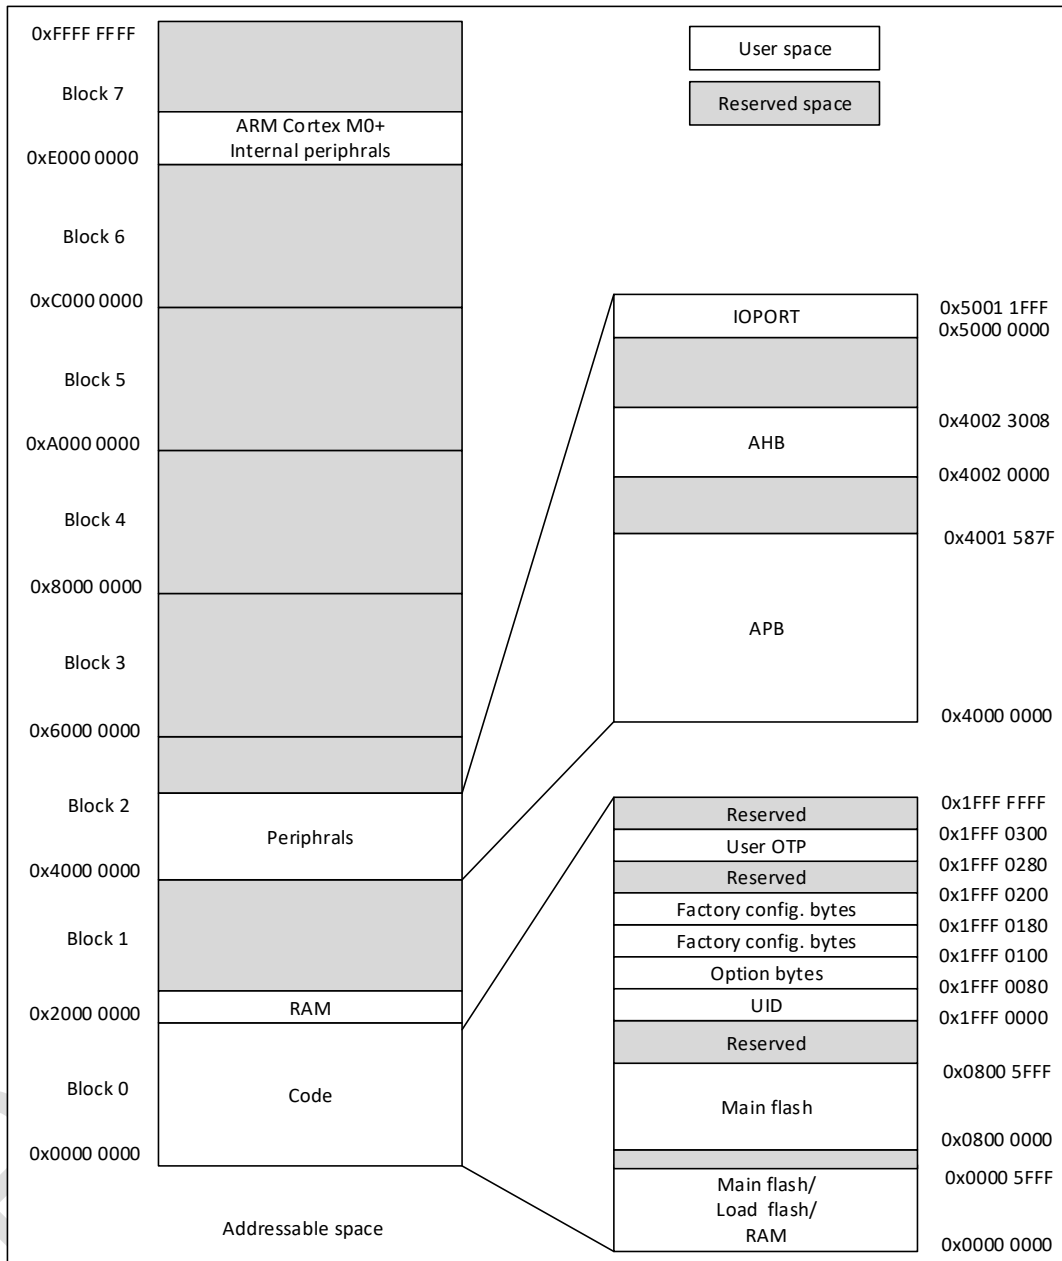 0xFFFF FFFF
Block 7
ARM Cortex M0+
Internal periphrals
0xE000 0000
Block 6
0xC000 0000
Block 5
0xA000 0000
Block 4
0x8000 0000
Block 3
0x6000 0000
Block 2
Periphrals
0x4000 0000
Block 1
RAM
0x2000 0000
Block 0
Code
0x0000 0000
Addressable space
User space
Reserved space
IOPORT
0x5001 1FFF
0x5000 0000
AHB
0x4002 3008
0x4002 0000
0x4001 587F
APB
0x4000 0000
Reserved
0x1FFF FFFF
0x1FFF 0300
User OTP
0x1FFF 0280
Reserved
0x1FFF 0200
Factory config. bytes
0x1FFF 0180
Factory config. bytes
0x1FFF 0100
Option bytes
0x1FFF 0080
UID
0x1FFF 0000
Reserved
0x0800 5FFF
Main flash
0x0800 0000
0x0000 5FFF
Main flash/
Load flash/
RAM
0x0000 0000